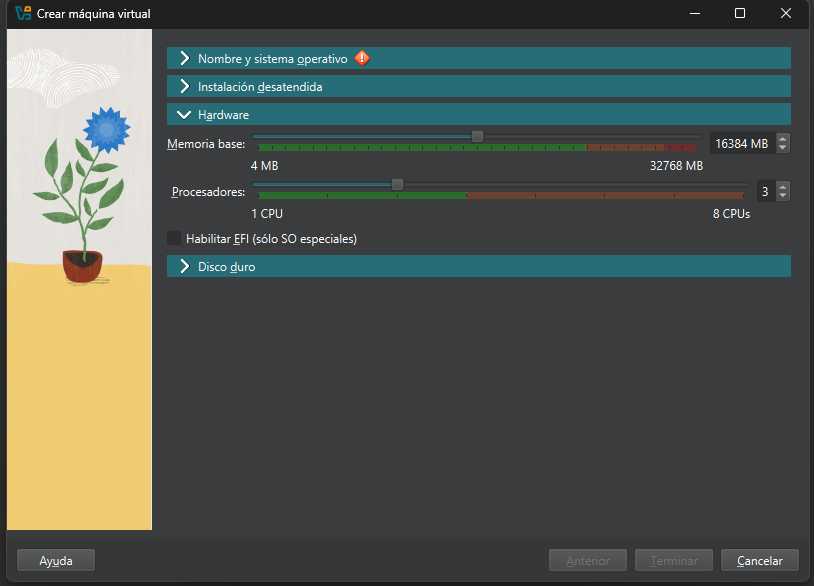 Crear máquina virtual
Nombre y sistema operativo
Instalación desatendida
Hardware
Memoria base: 16384 MB
4 MB 32768 MB
Procesadores: 3
1 CPU 8 CPUs
Habilitar EFI (sólo SO especiales)
Disco duro
Ayuda Anterior Terminar Cancelar